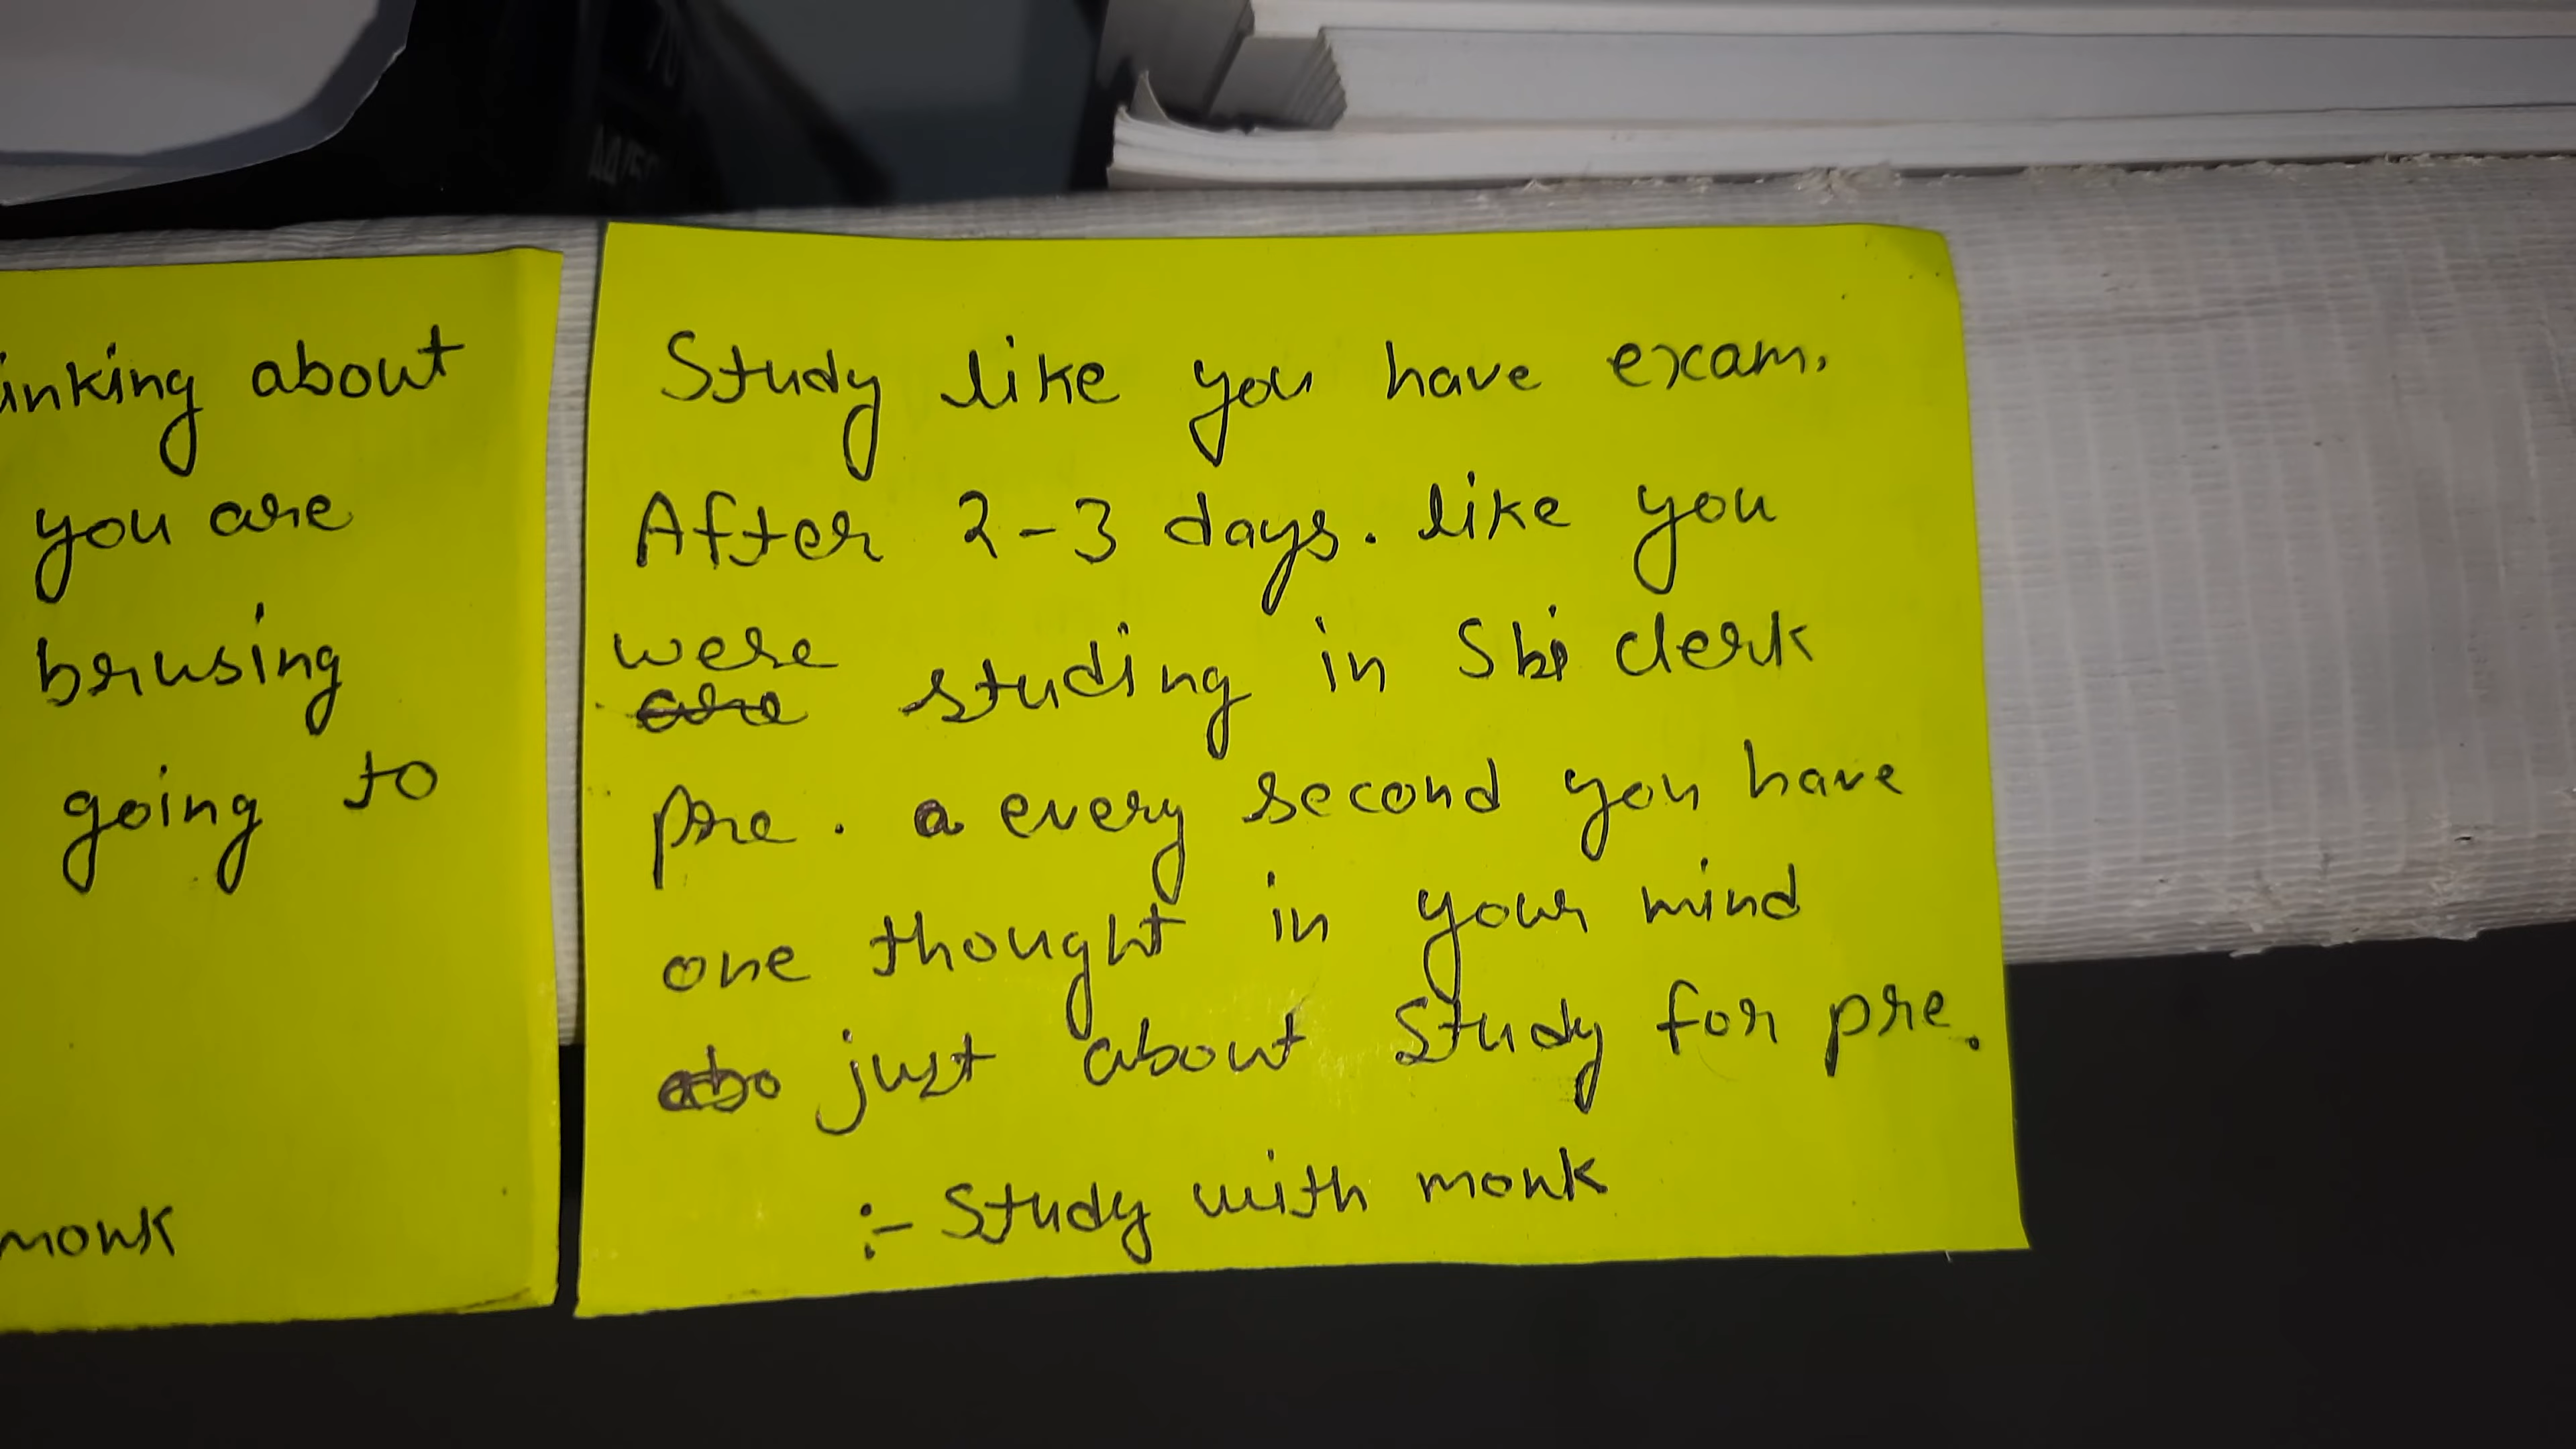 inking about
you are
brusing
going to
monk
Study like you have exam.
After 2-3 days. like you
were
are studing in Sbi clerk
pre. a every second you have
one thought in your mind
abo just about study for pre.
:- Study with monk